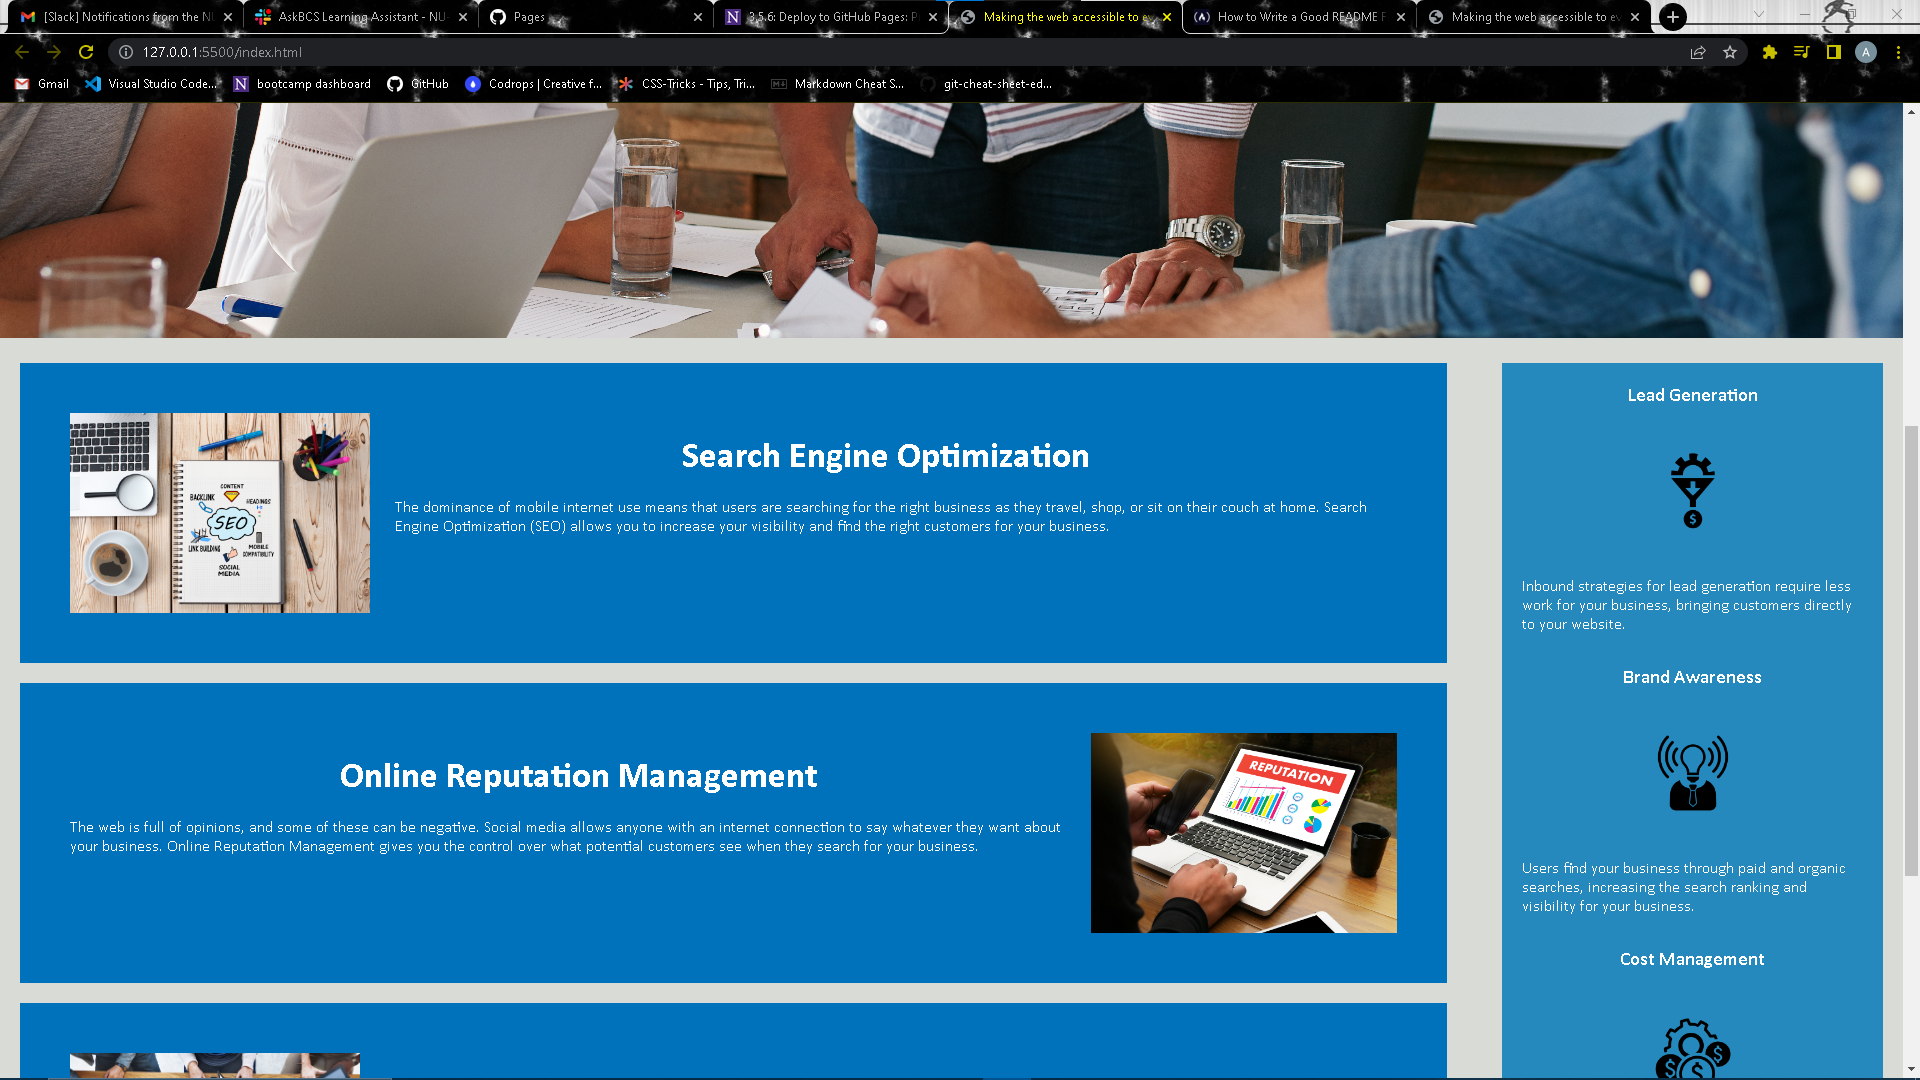 [Slack] Notifications from the NU
AskBCS Learning Assistant - NU-
Pages
3.5.6: Deploy to GitHub Pages: P
Making the web accessible to ev
How to Write a Good README F
Making the web accessible to ev
127.0.0.1:5500/index.html
A
Gmail
Visual Studio Code...
bootcamp dashboard
GitHub
Codrops | Creative f...
CSS-Tricks - Tips, Tri...
Markdown Cheat S...
git-cheat-sheet-ed...
CONTENT
BACKLINK
HEADINGS
SEO
LINK BUILDING
MOBILE
COMPATIBILITY
SOCIAL
MEDIA
Search Engine Optimization
The dominance of mobile internet use means that users are searching for the right business as they travel, shop, or sit on their couch at home. Search
Engine Optimization (SEO) allows you to increase your visibility and find the right customers for your business.
Online Reputation Management
The web is full of opinions, and some of these can be negative. Social media allows anyone with an internet connection to say whatever they want about
your business. Online Reputation Management gives you the control over what potential customers see when they search for your business.
REPUTATION
Lead Generation
Inbound strategies for lead generation require less
work for your business, bringing customers directly
to your website.
Brand Awareness
Users find your business through paid and organic
searches, increasing the search ranking and
visibility for your business.
Cost Management